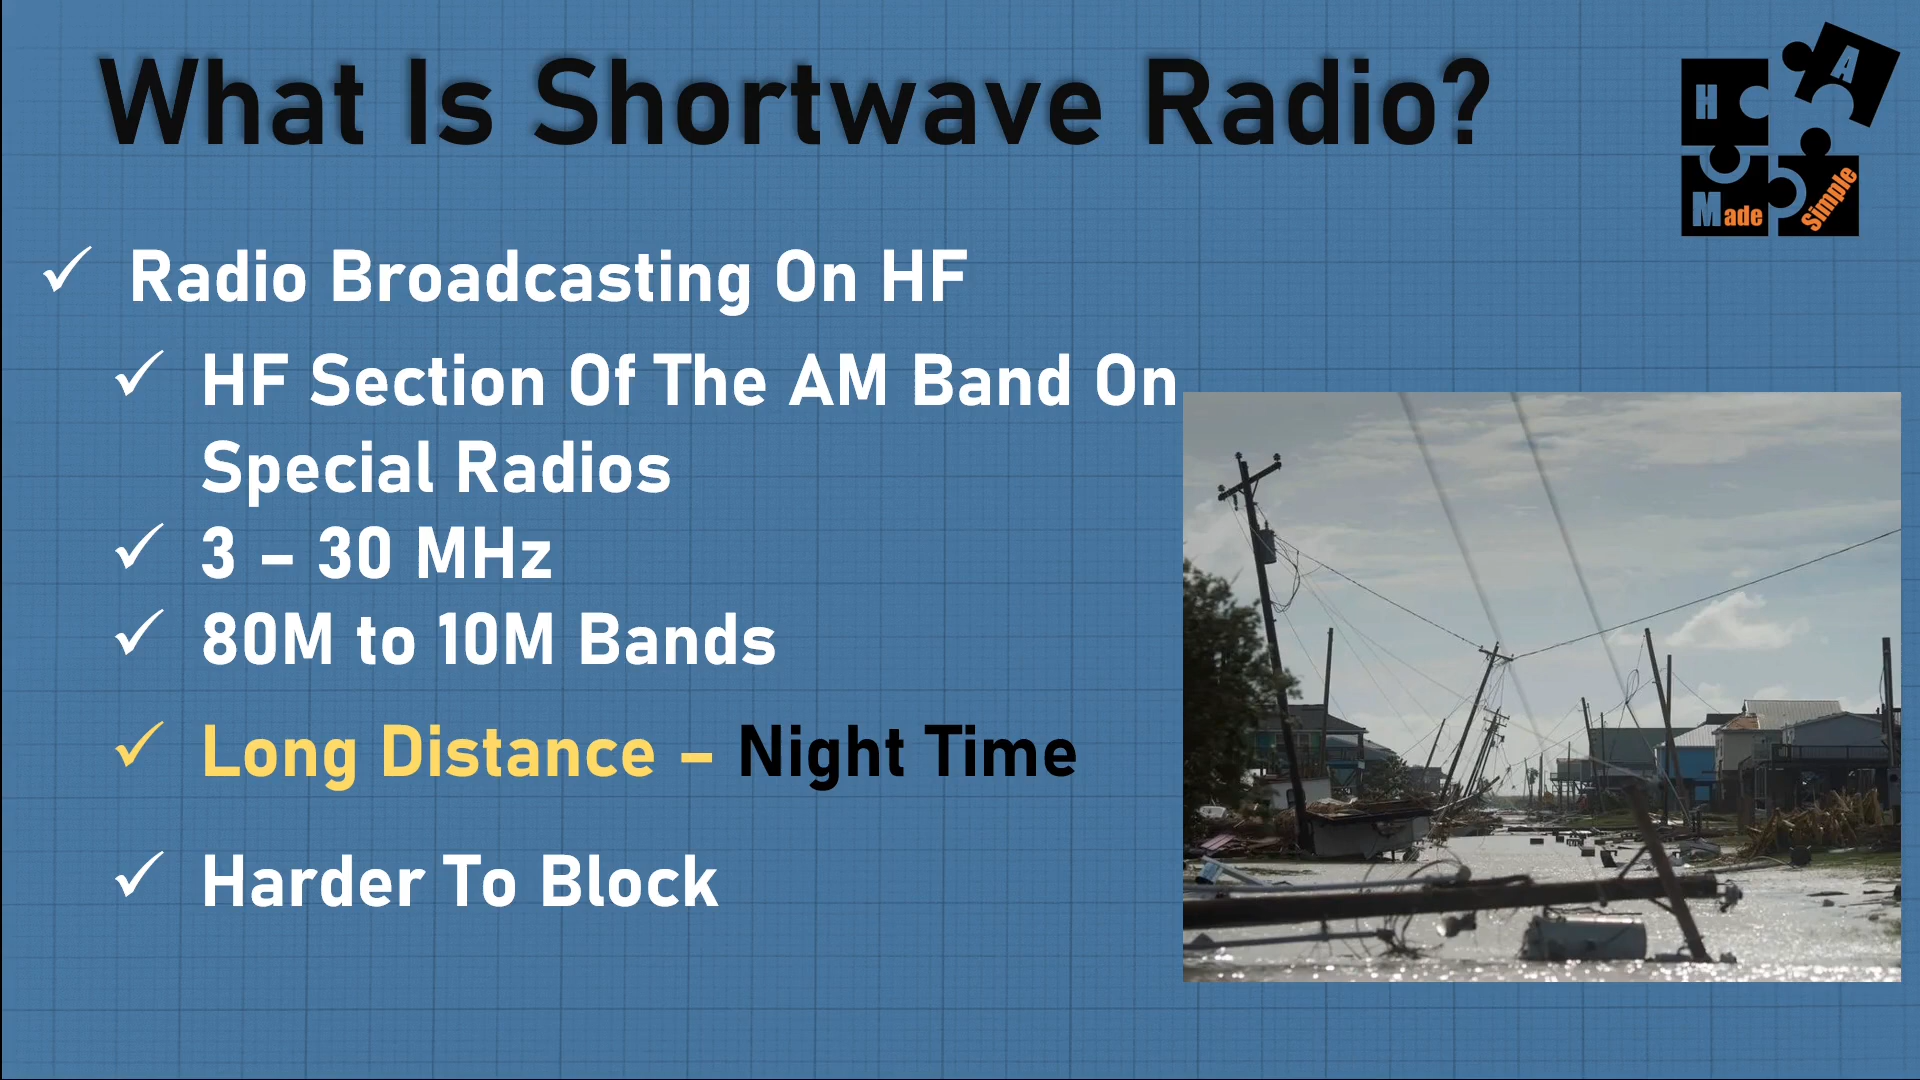 What Is Shortwave Radio?
H A
Made Simple
✓ Radio Broadcasting On HF
✓ HF Section Of The AM Band On
Special Radios
✓ 3 – 30 MHz
✓ 80M to 10M Bands
✓ Long Distance – Night Time
✓ Harder To Block